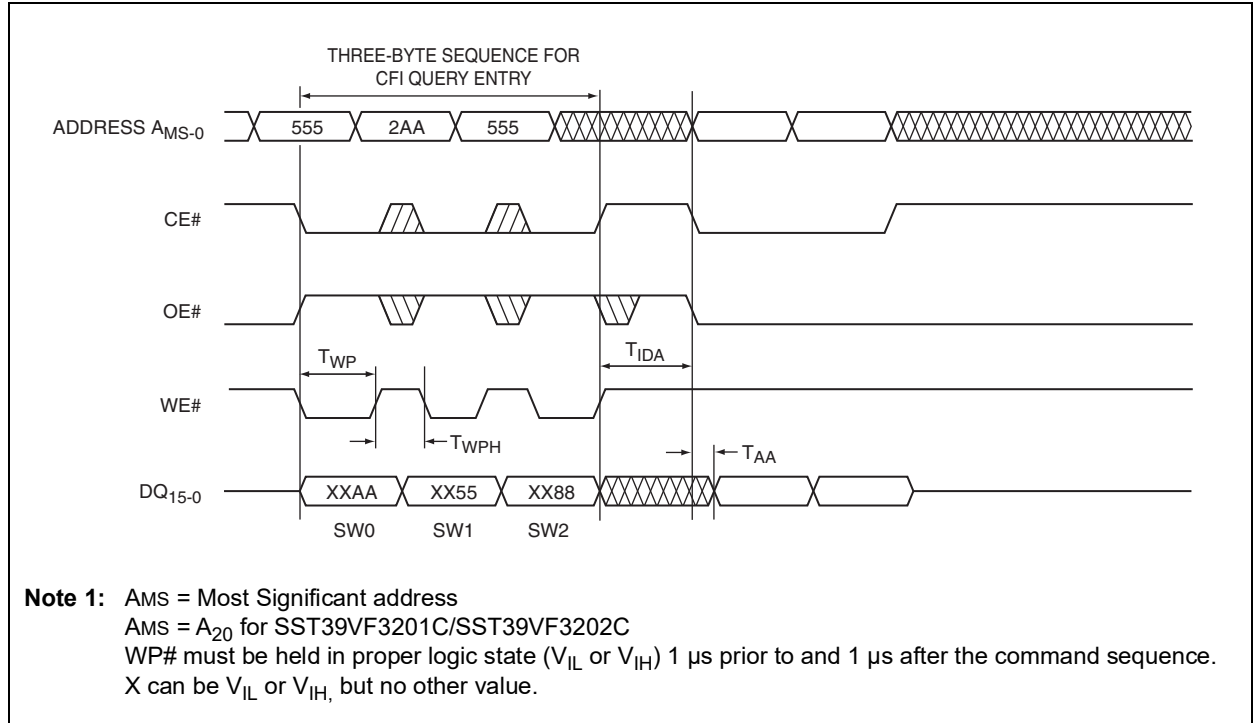 THREE-BYTE SEQUENCE FOR
CFI QUERY ENTRY
ADDRESS AMS-0
555
2AA
555
CE#
OE#
TWP
TIDA
WE#
TWPH
TAA
DQ15-0
XXAA
XX55
XX88
SW0
SW1
SW2
Note 1: AMS = Most Significant address
AMS = A20 for SST39VF3201C/SST39VF3202C
WP# must be held in proper logic state (VIL or VIH) 1 µs prior to and 1 µs after the command sequence.
X can be VIL or VIH, but no other value.